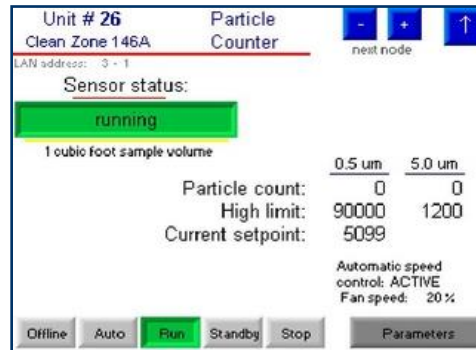 Unit # 26
Particle
Clean Zone 146A
Counter
- + ↑
next node
LAN address: 3 - 1
Sensor status:
running
1 cubic foot sample volume
0.5 um 5.0 um
Particle count: 0 0
High limit: 90000 1200
Current setpoint: 5099
Automatic speed
control: ACTIVE
Fan speed: 20 %
Offline Auto Run Standby Stop Parameters